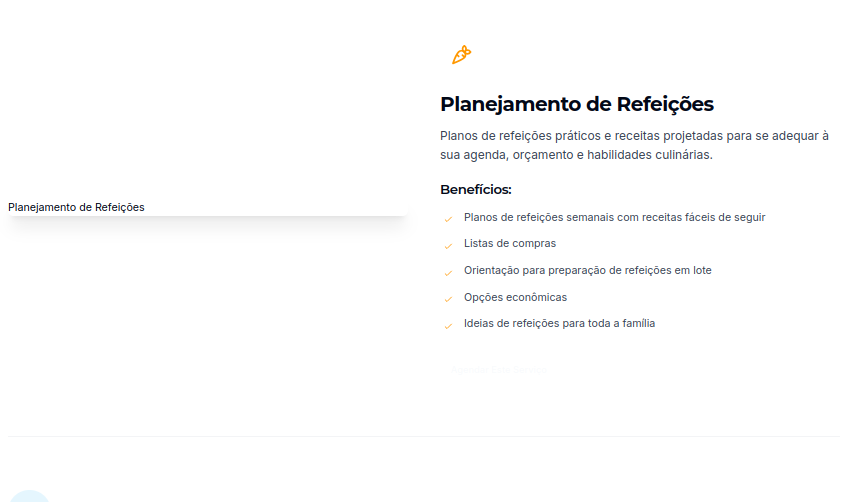 Planejamento de Refeições
Planejamento de Refeições
Planos de refeições práticos e receitas projetadas para se adequar à
sua agenda, orçamento e habilidades culinárias.
Benefícios:
Planos de refeições semanais com receitas fáceis de seguir
Listas de compras
Orientação para preparação de refeições em lote
Opções econômicas
Ideias de refeições para toda a família